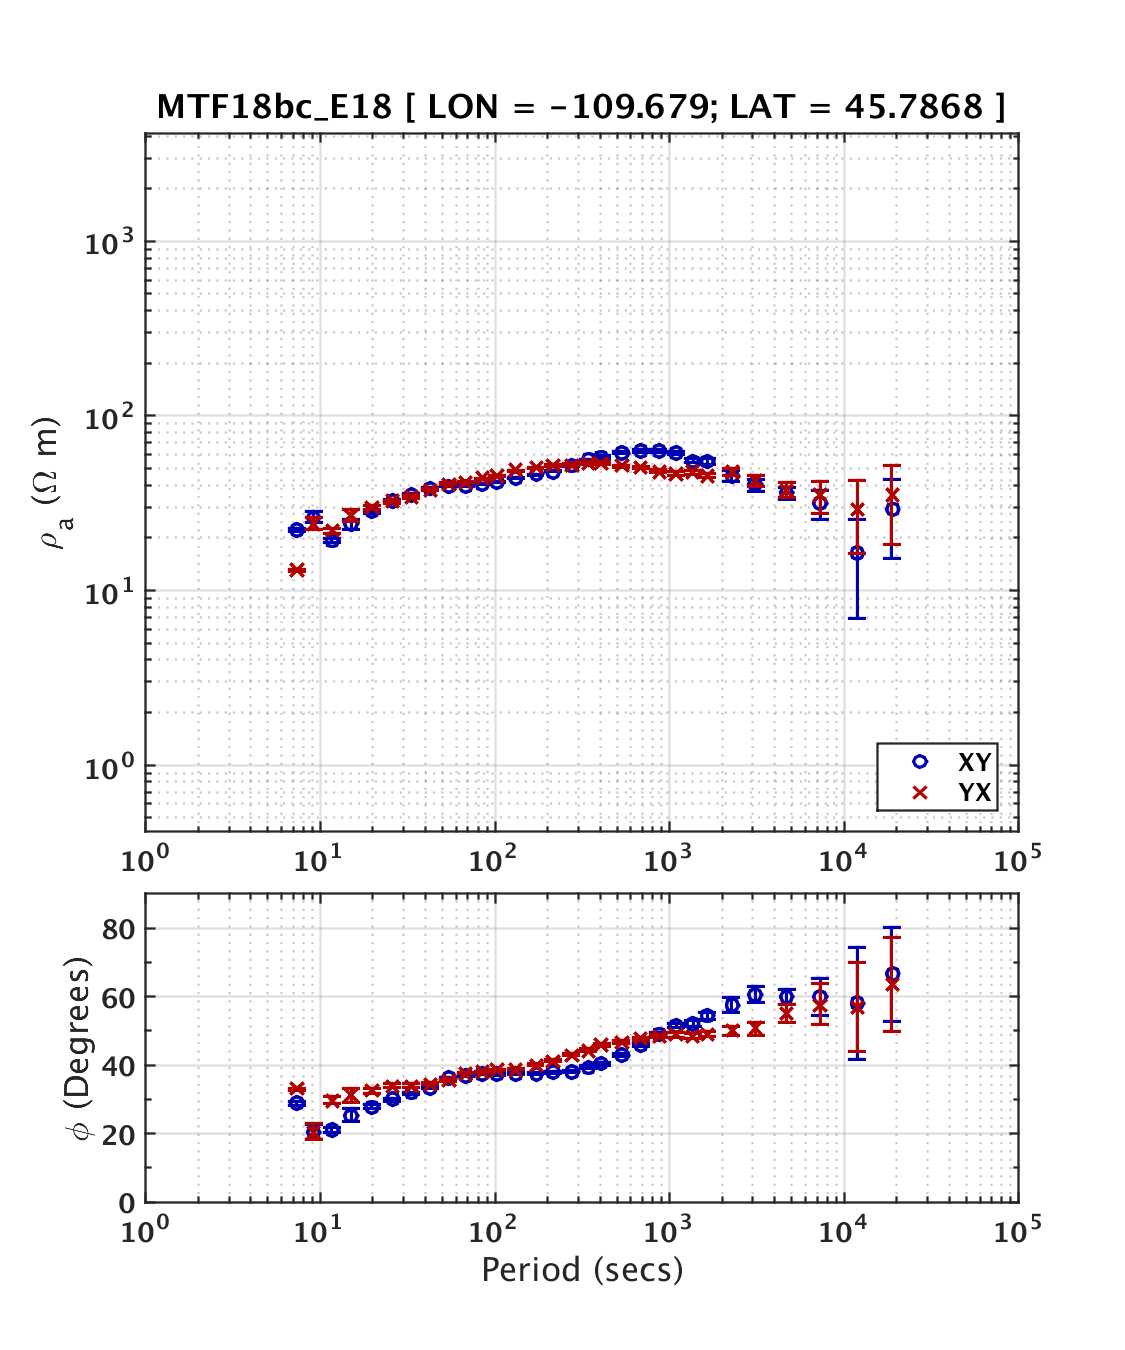 MTF18bc_E18 [ LON = -109.679; LAT = 45.7868 ]
10³
10²
10¹
10⁰
ρa (Ω m)
XY
YX
10⁰ 10¹ 10² 10³ 10⁴ 10⁵
80
60
40
20
0
ϕ (Degrees)
10⁰ 10¹ 10² 10³ 10⁴ 10⁵
Period (secs)